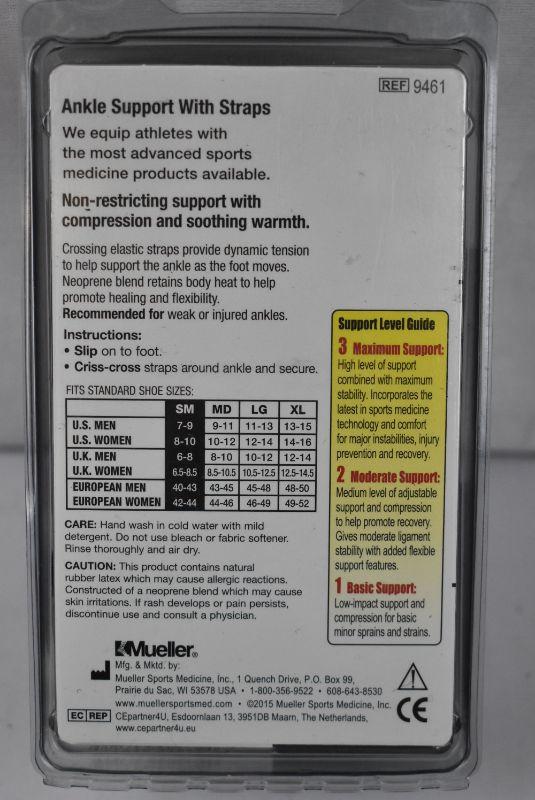 REF 9461
Ankle Support With Straps
We equip athletes with
the most advanced sports
medicine products available.
Non-restricting support with
compression and soothing warmth.
Crossing elastic straps provide dynamic tension
to help support the ankle as the foot moves.
Neoprene blend retains body heat to help
promote healing and flexibility.
Recommended for weak or injured ankles.
Instructions:
• Slip on to foot.
• Criss-cross straps around ankle and secure.
FITS STANDARD SHOE SIZES:
SM MD LG XL
U.S. MEN 7-9 9-11 11-13 13-15
U.S. WOMEN 8-10 10-12 12-14 14-16
U.K. MEN 6-8 8-10 10-12 12-14
U.K. WOMEN 6.5-8.5 8.5-10.5 10.5-12.5 12.5-14.5
EUROPEAN MEN 40-43 43-45 45-48 48-50
EUROPEAN WOMEN 42-44 44-46 46-49 49-52
CARE: Hand wash in cold water with mild
detergent. Do not use bleach or fabric softener.
Rinse thoroughly and air dry.
CAUTION: This product contains natural
rubber latex which may cause allergic reactions.
Constructed of a neoprene blend which may cause
skin irritations. If rash develops or pain persists,
discontinue use and consult a physician.
Support Level Guide
3 Maximum Support:
High level of support
combined with maximum
stability. Incorporates the
latest in sports medicine
technology and comfort
for major instabilities, injury
prevention and recovery.
2 Moderate Support:
Medium level of adjustable
support and compression
to help promote recovery.
Gives moderate ligament
stability with added flexible
support features.
1 Basic Support:
Low-impact support and
compression for basic
minor sprains and strains.
Mueller®
Mfg. & Mktd. by:
Mueller Sports Medicine, Inc., 1 Quench Drive, P.O. Box 99,
Prairie du Sac, WI 53578 USA • 1-800-356-9522 • 608-643-8530
www.muellersportsmed.com • ©2015 Mueller Sports Medicine, Inc.
EC REP CEpartner4U, Esdoornlaan 13, 3951DB Maarn, The Netherlands,
www.cepartner4u.eu
CE